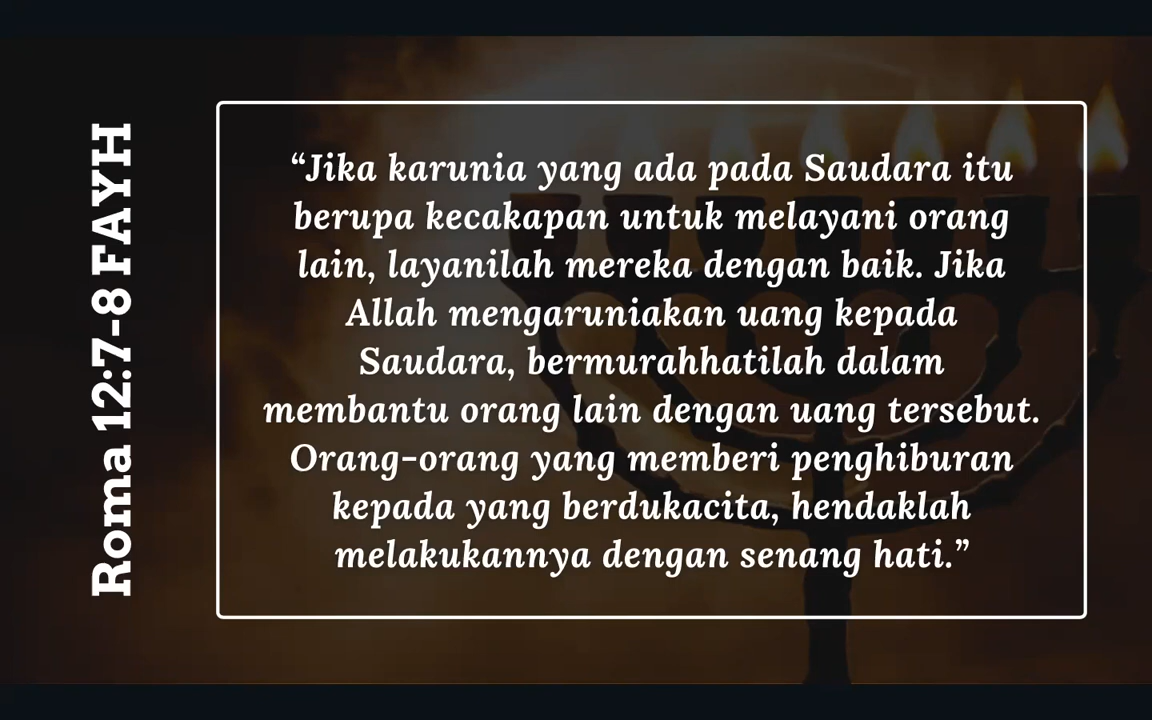 Roma 12:7-8 FAYH
“Jika karunia yang ada pada Saudara itu
berupa kecakapan untuk melayani orang
lain, layanilah mereka dengan baik. Jika
Allah mengaruniakan uang kepada
Saudara, bermurahhatilah dalam
membantu orang lain dengan uang tersebut.
Orang-orang yang memberi penghiburan
kepada yang berdukacita, hendaklah
melakukannya dengan senang hati.”